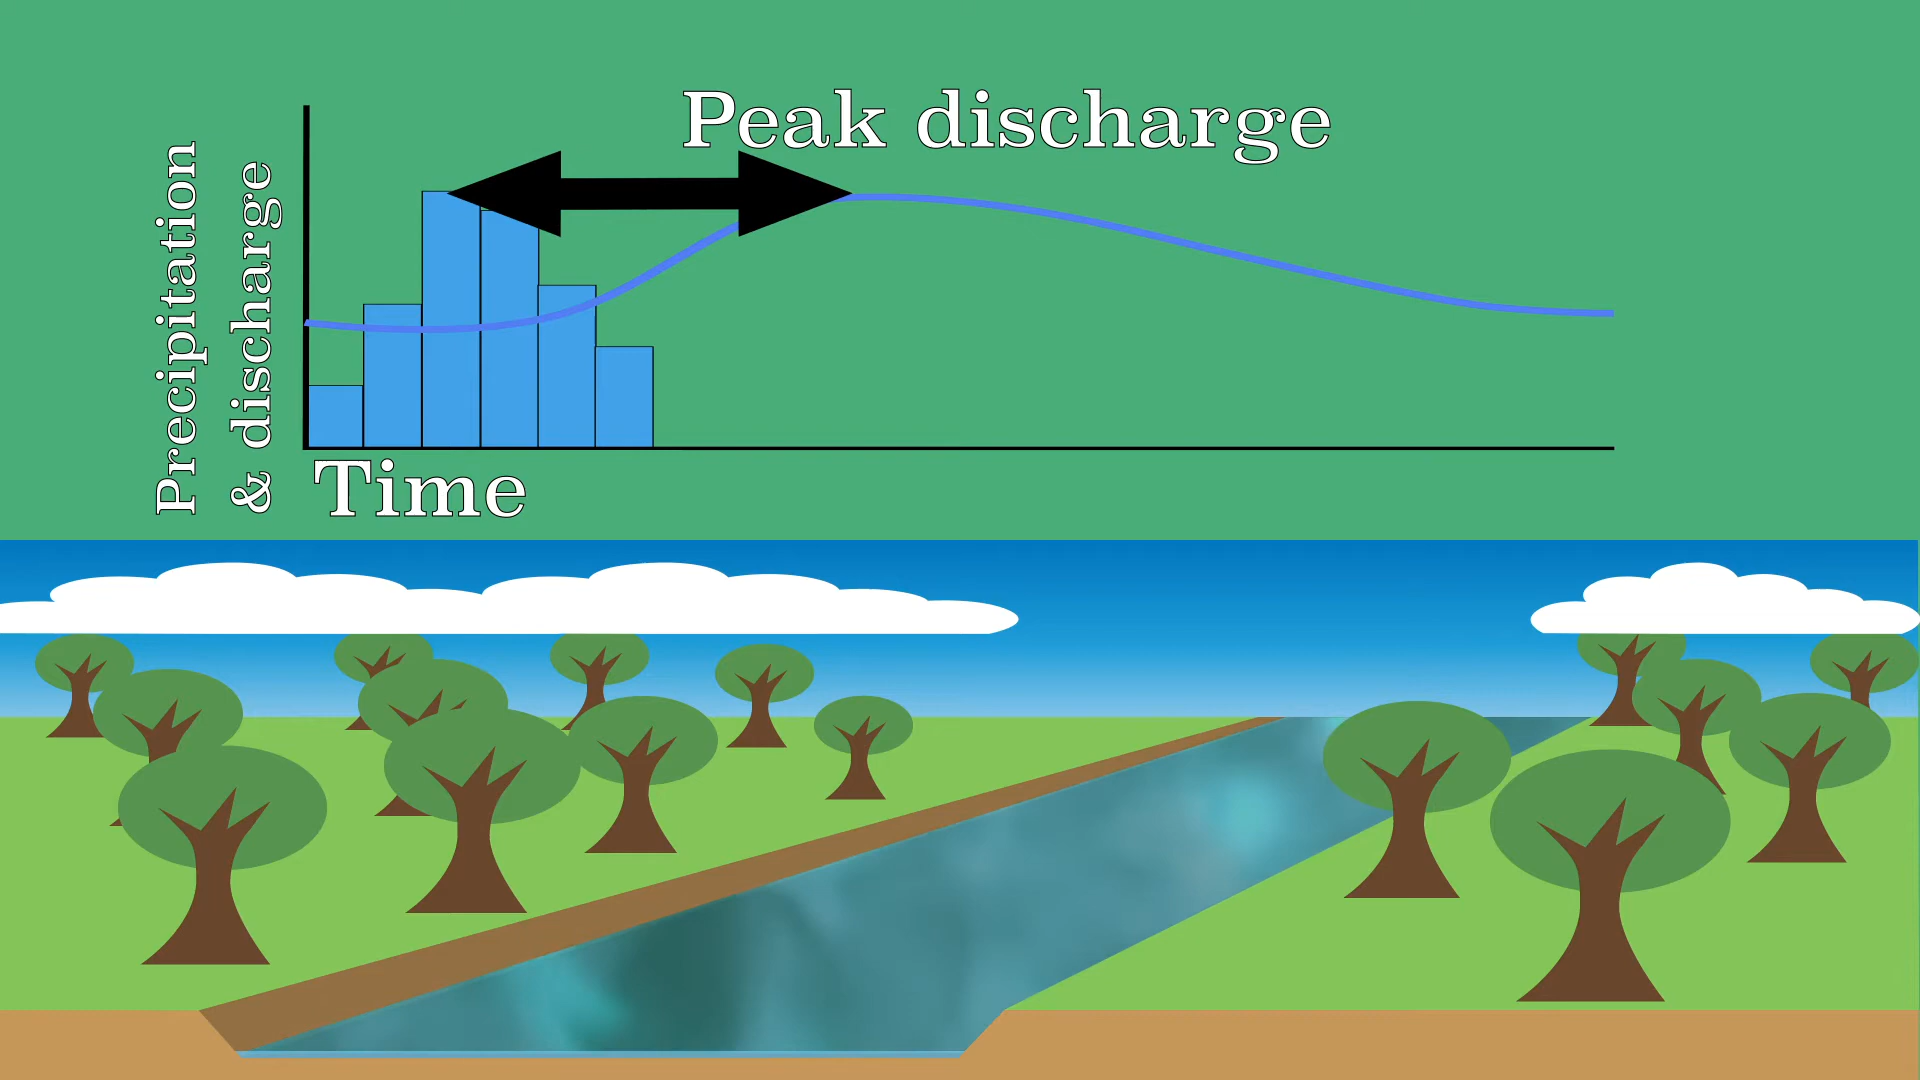 Peak discharge
Precipitation
& discharge
Time